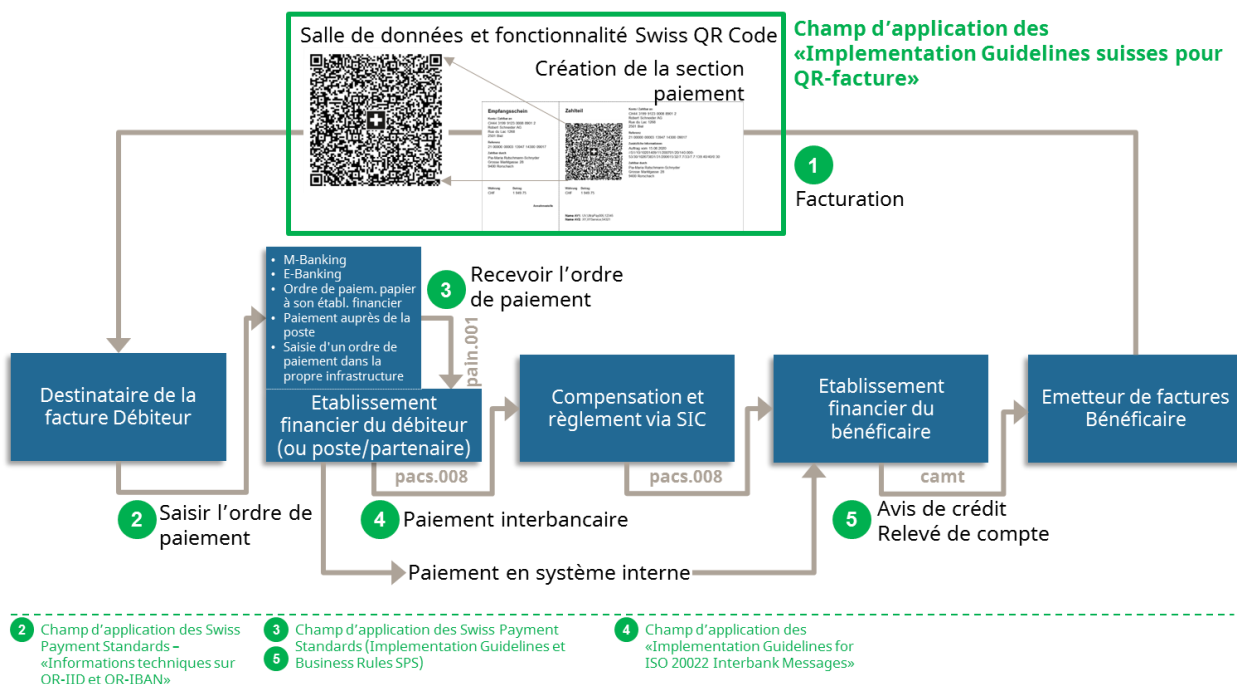 Salle de données et fonctionnalité Swiss QR Code
Création de la section
paiement
Champ d’application des
«Implementation Guidelines suisses pour
QR-facture»
Empfangsschein
Zahlteil
1
Facturation
• M-Banking
• E-Banking
• Ordre de paiem. papier
à son établ. financier
• Paiement auprès de la
poste
• Saisie d'un ordre de
paiement dans la
propre infrastructure
3
Recevoir l’ordre
de paiement
pain.001
Destinataire de la
facture Débiteur
Etablissement
financier du débiteur
(ou poste/partenaire)
Compensation et
règlement via SIC
Etablissement
financier du
bénéficaire
Emetteur de factures
Bénéficaire
pacs.008
pacs.008
camt
2
Saisir l’ordre de
paiement
4
Paiement interbancaire
5
Avis de crédit
Relevé de compte
Paiement en système interne
2
Champ d’application des Swiss
Payment Standards –
«Informations techniques sur
QR-IID et QR-IBAN»
3
5
Champ d’application des Swiss Payment
Standards (Implementation Guidelines et
Business Rules SPS)
4
Champ d’application des
«Implementation Guidelines for
ISO 20022 Interbank Messages»